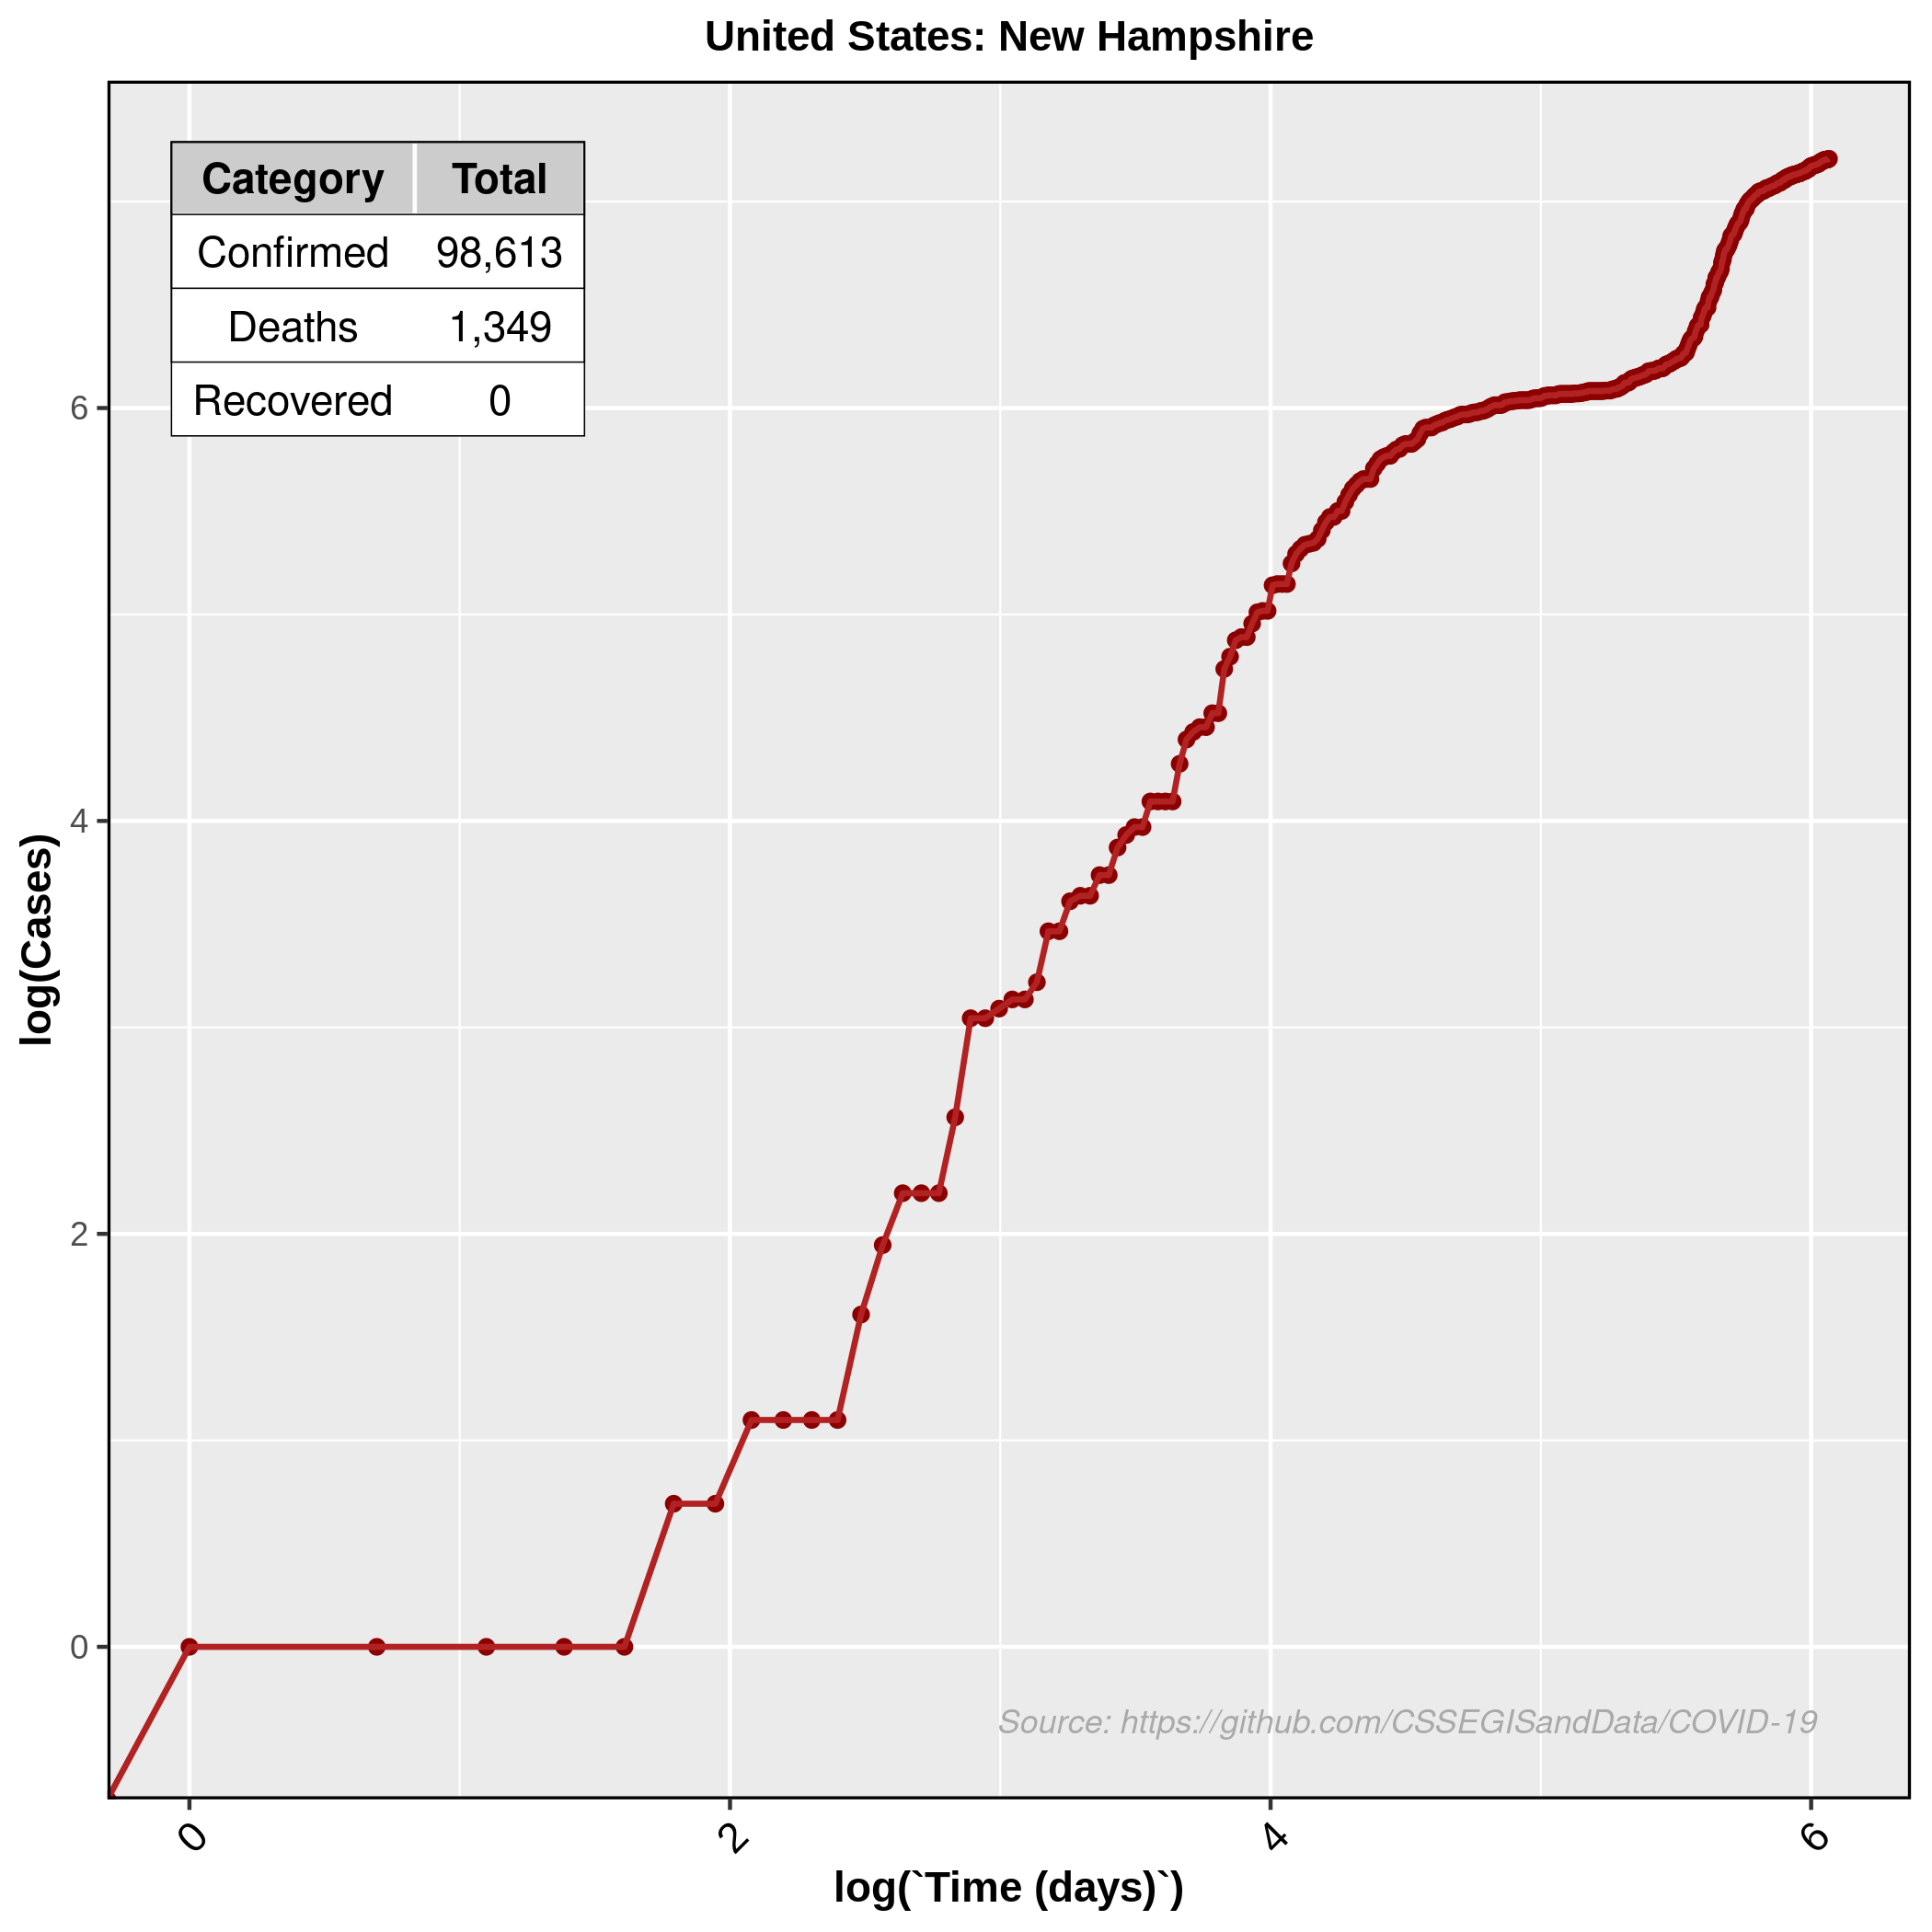 United States: New Hampshire
Category Total
Confirmed 98,613
Deaths 1,349
Recovered 0
6
4
2
0
log(Cases)
Source: https://github.com/CSSEGISandData/COVID-19
0 2 4 6
log(`Time (days)`)